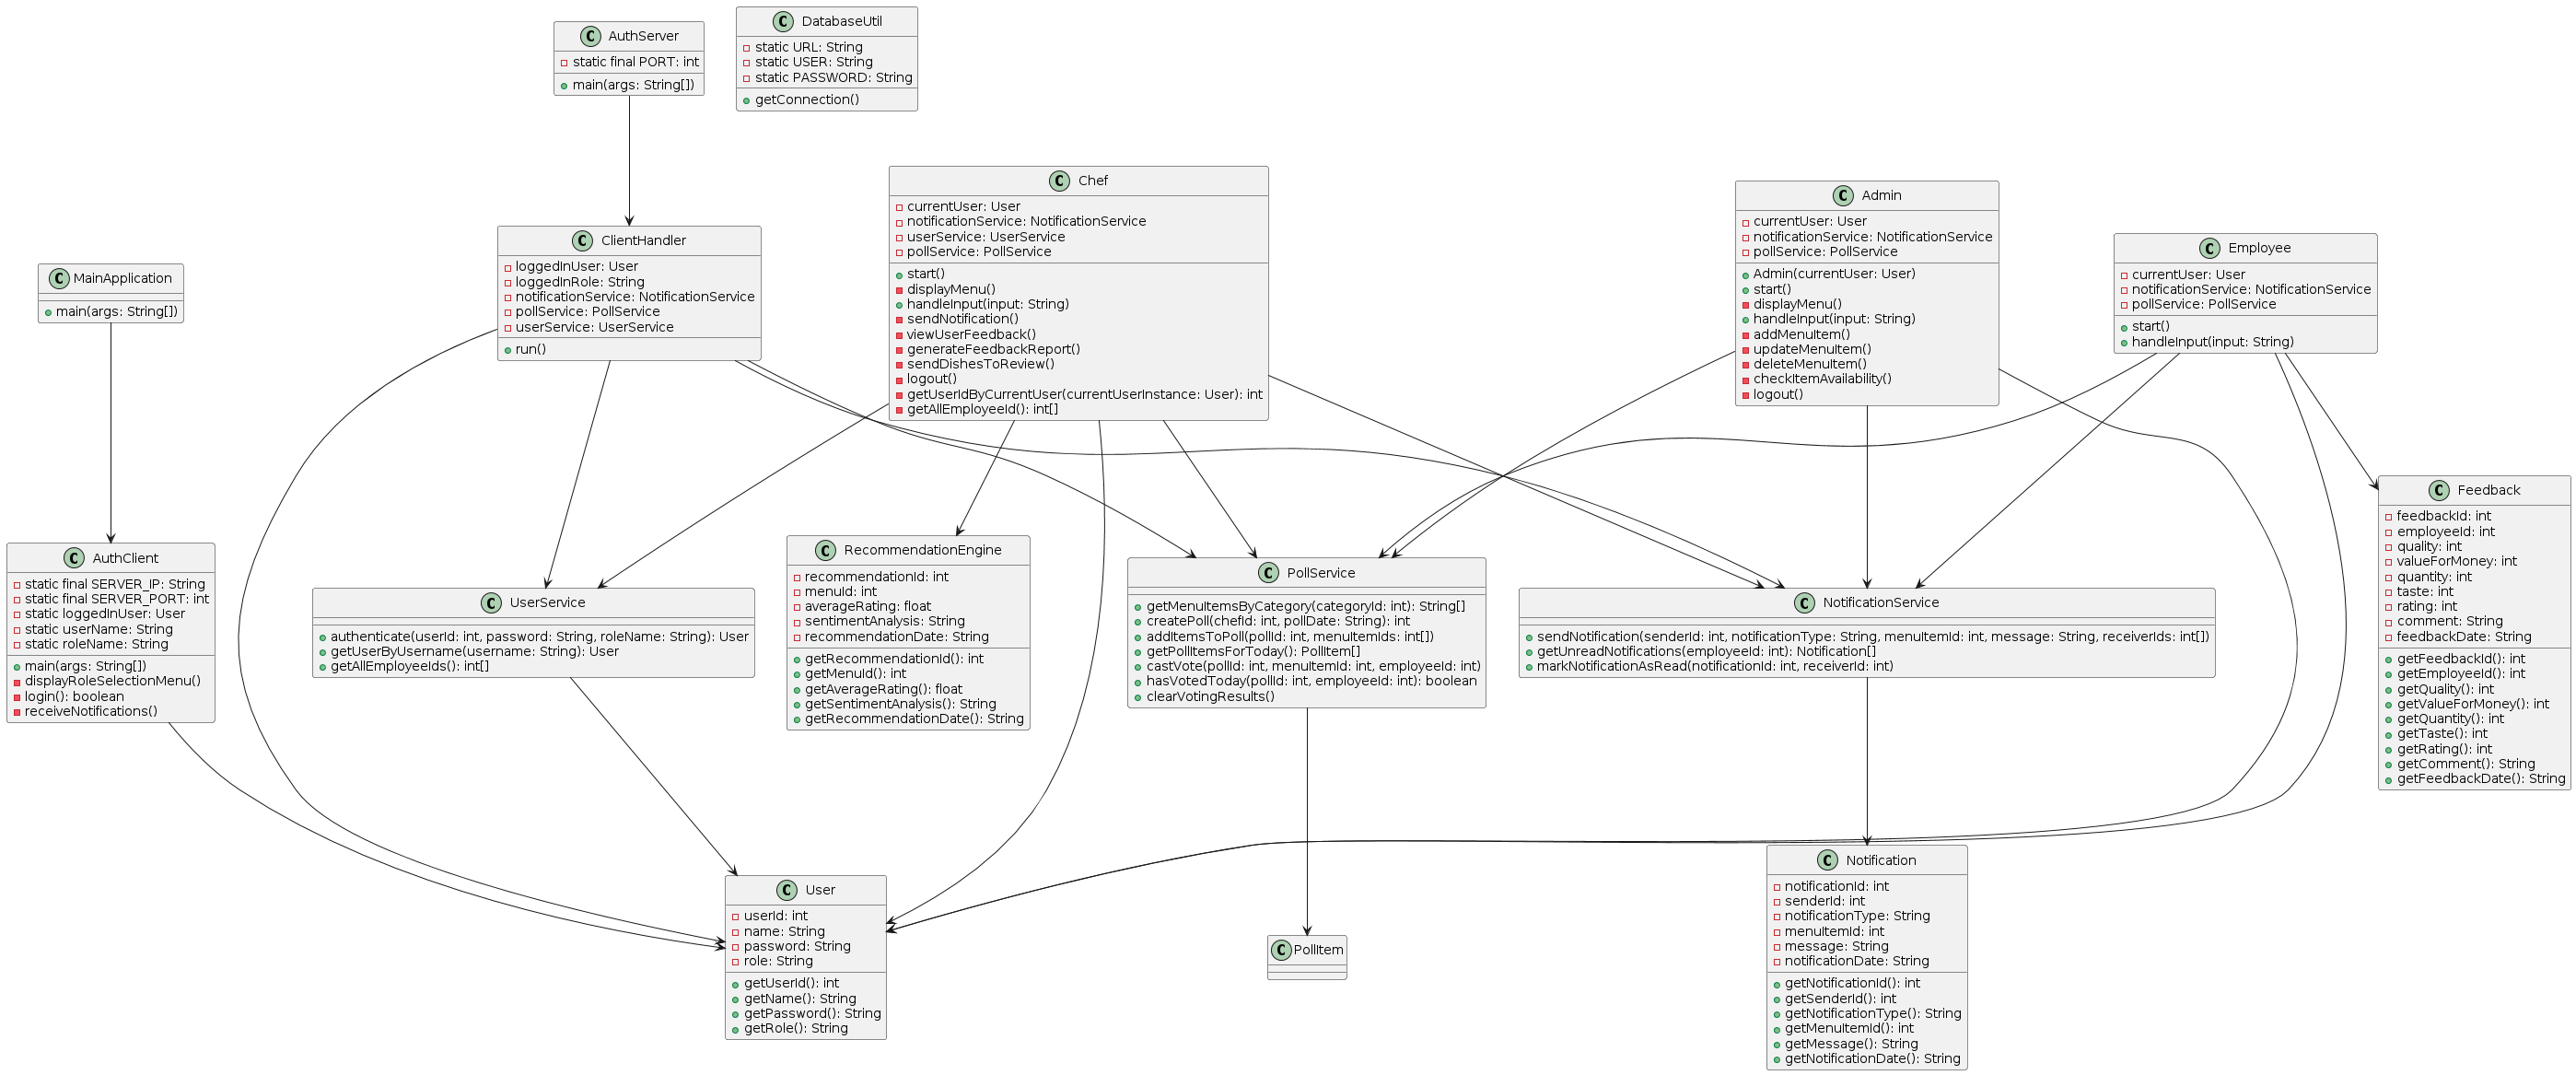 AuthServer
static final PORT: int
main(args: String[])
DatabaseUtil
static URL: String
static USER: String
static PASSWORD: String
getConnection()
Chef
currentUser: User
notificationService: NotificationService
userService: UserService
pollService: PollService
start()
displayMenu()
handleInput(input: String)
sendNotification()
viewUserFeedback()
generateFeedbackReport()
sendDishesToReview()
logout()
getUserIdByCurrentUser(currentUserInstance: User): int
getAllEmployeeId(): int[]
Admin
currentUser: User
notificationService: NotificationService
pollService: PollService
Admin(currentUser: User)
start()
displayMenu()
handleInput(input: String)
addMenuItem()
updateMenuItem()
deleteMenuItem()
checkItemAvailability()
logout()
ClientHandler
loggedInUser: User
loggedInRole: String
notificationService: NotificationService
pollService: PollService
userService: UserService
run()
Employee
currentUser: User
notificationService: NotificationService
pollService: PollService
start()
handleInput(input: String)
MainApplication
main(args: String[])
AuthClient
static final SERVER_IP: String
static final SERVER_PORT: int
static loggedInUser: User
static userName: String
static roleName: String
main(args: String[])
displayRoleSelectionMenu()
login(): boolean
receiveNotifications()
UserService
authenticate(userId: int, password: String, roleName: String): User
getUserByUsername(username: String): User
getAllEmployeeIds(): int[]
RecommendationEngine
recommendationId: int
menuId: int
averageRating: float
sentimentAnalysis: String
recommendationDate: String
getRecommendationId(): int
getMenuId(): int
getAverageRating(): float
getSentimentAnalysis(): String
getRecommendationDate(): String
PollService
getMenuItemsByCategory(categoryId: int): String[]
createPoll(chefId: int, pollDate: String): int
addItemsToPoll(pollId: int, menuItemIds: int[])
getPollItemsForToday(): PollItem[]
castVote(pollId: int, menuItemId: int, employeeId: int)
hasVotedToday(pollId: int, employeeId: int): boolean
clearVotingResults()
NotificationService
sendNotification(senderId: int, notificationType: String, menuItemId: int, message: String, receiverIds: int[])
getUnreadNotifications(employeeId: int): Notification[]
markNotificationAsRead(notificationId: int, receiverId: int)
Feedback
feedbackId: int
employeeId: int
quality: int
valueForMoney: int
quantity: int
taste: int
rating: int
comment: String
feedbackDate: String
getFeedbackId(): int
getEmployeeId(): int
getQuality(): int
getValueForMoney(): int
getQuantity(): int
getTaste(): int
getRating(): int
getComment(): String
getFeedbackDate(): String
User
userId: int
name: String
password: String
role: String
getUserId(): int
getName(): String
getPassword(): String
getRole(): String
PollItem
Notification
notificationId: int
senderId: int
notificationType: String
menuItemId: int
message: String
notificationDate: String
getNotificationId(): int
getSenderId(): int
getNotificationType(): String
getMenuItemId(): int
getMessage(): String
getNotificationDate(): String